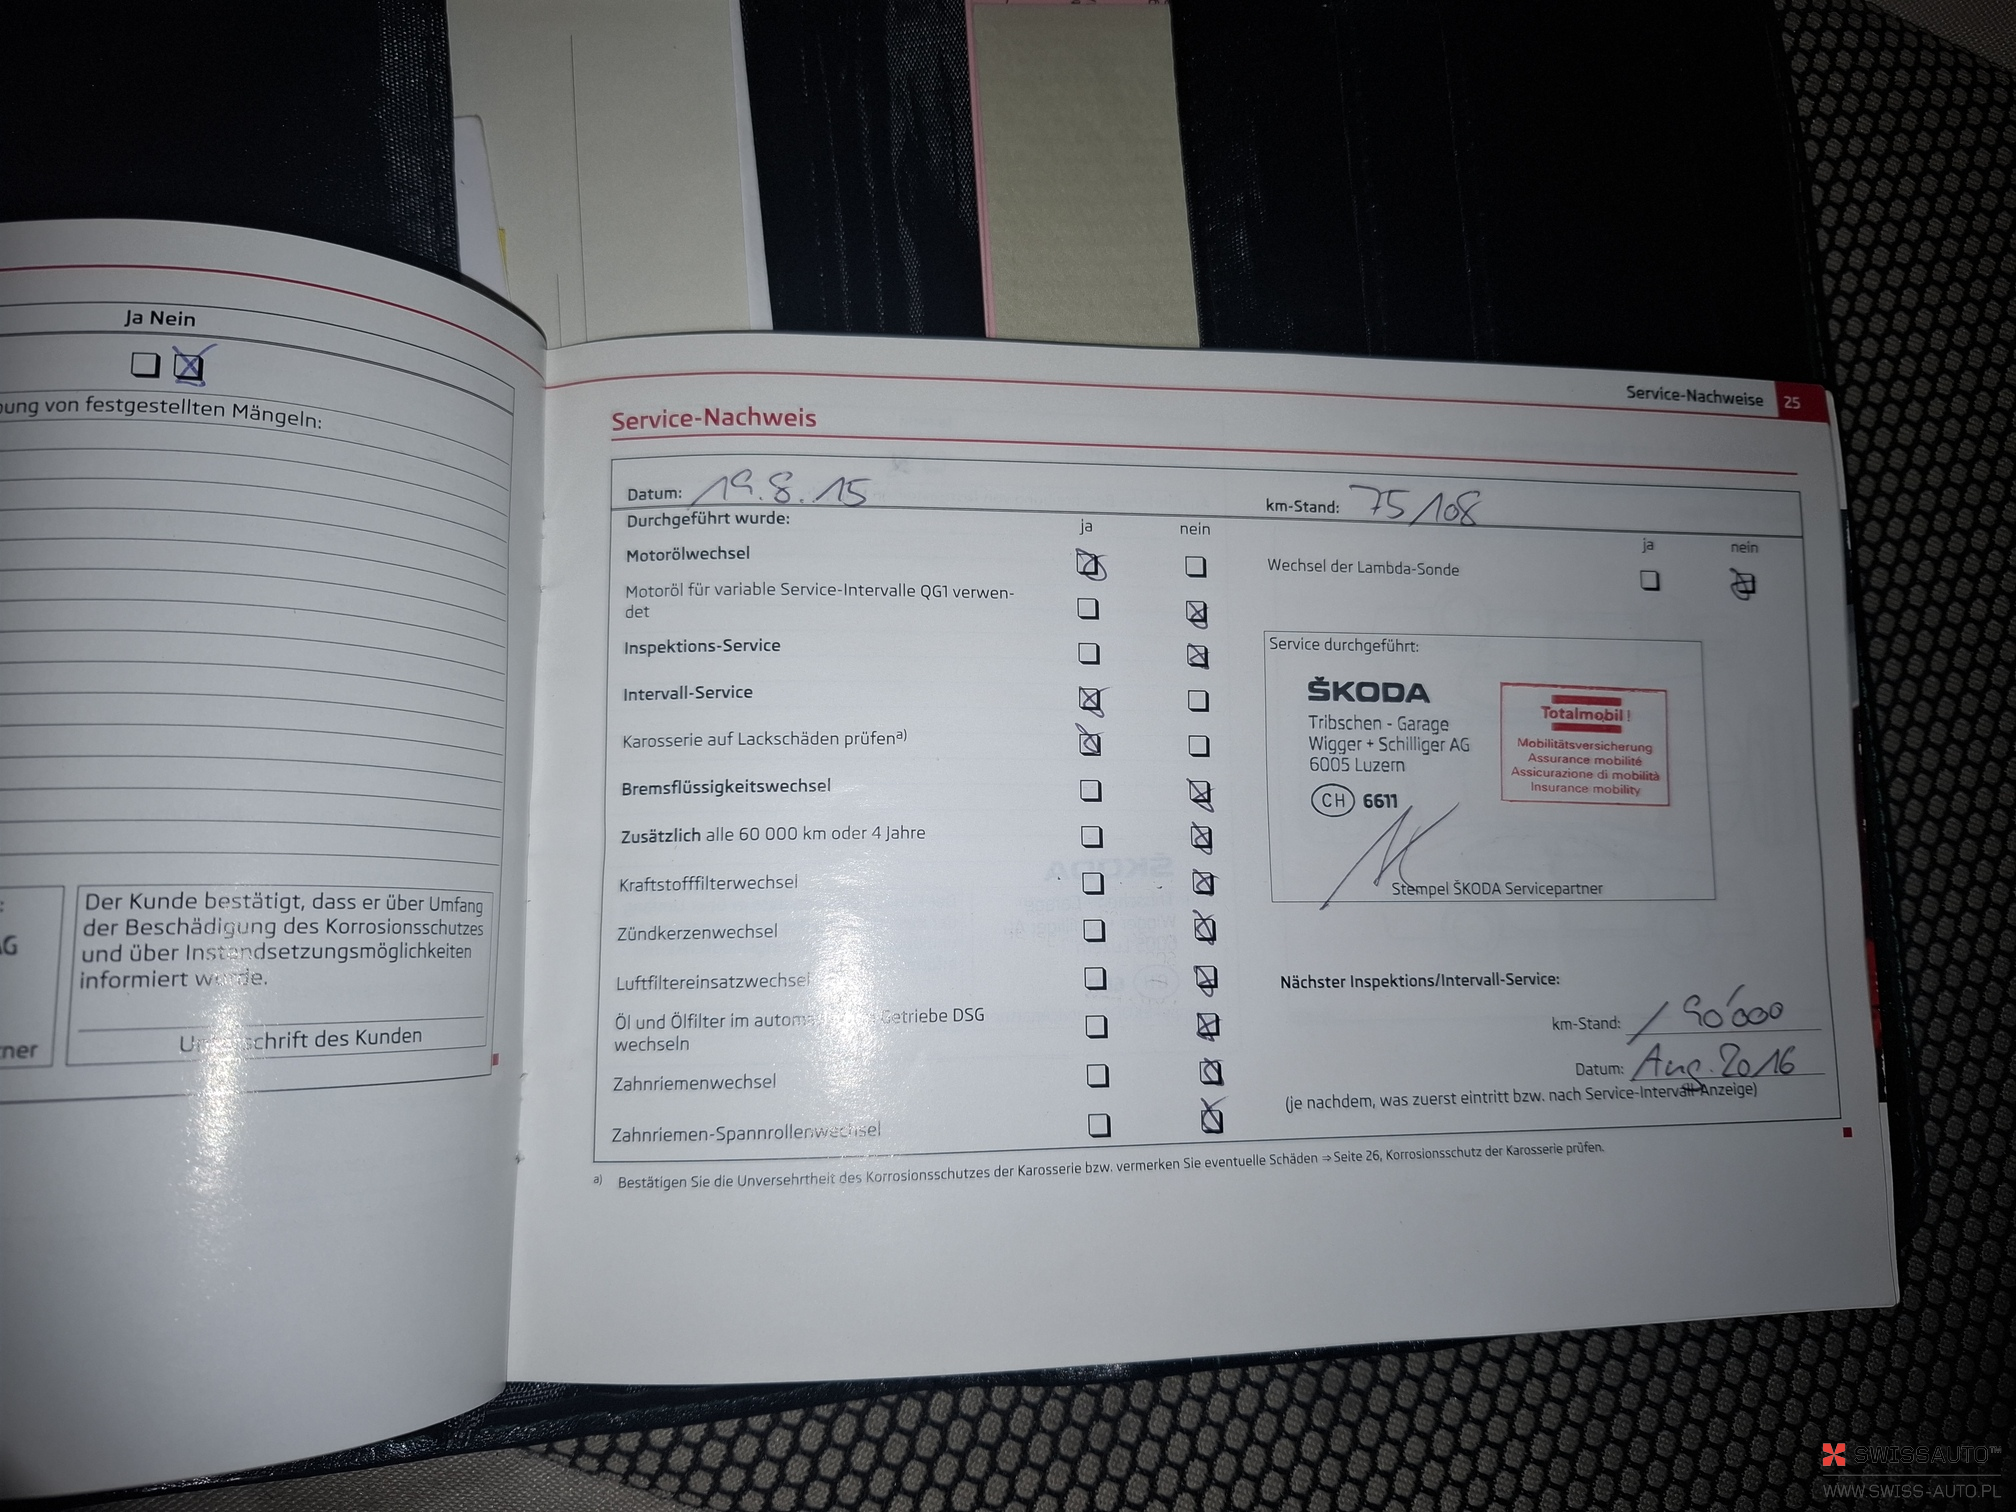 Ja Nein
bung von festgestellten Mängeln:
Der Kunde bestätigt, dass er über Umfang
der Beschädigung des Korrosionsschutzes
und über Instandsetzungsmöglichkeiten
informiert wurde.
Unterschrift des Kunden
ner
Service-Nachweise 25
Service-Nachweis
Datum: 19.8.15
km-Stand: 75108
Durchgeführt wurde:
ja nein
Motorölwechsel
Motoröl für variable Service-Intervalle QG1 verwen-
det
Inspektions-Service
Intervall-Service
Karosserie auf Lackschäden prüfen a)
Bremsflüssigkeitswechsel
Zusätzlich alle 60 000 km oder 4 Jahre
Kraftstofffilterwechsel
Zündkerzenwechsel
Luftfiltereinsatzwechsel
Öl und Ölfilter im Getriebe DSG
wechseln
Zahnriemenwechsel
Zahnriemen-Spannrollenwechsel
ja nein
Wechsel der Lambda-Sonde
Service durchgeführt:
ŠKODA
Tribschen - Garage
Wigger + Schilliger AG
6005 Luzern
CH 6611
Totalmobil!
Mobilitätsversicherung
Assurance mobilité
Assicurazione di mobilità
Insurance mobility
Stempel ŠKODA Servicepartner
Nächster Inspektions/Intervall-Service:
km-Stand: / 90'000
Datum: Aug. 2016
(je nachdem, was zuerst eintritt bzw. nach Service-Intervall-Anzeige)
a) Bestätigen Sie die Unversehrtheit des Korrosionsschutzes der Karosserie bzw. vermerken Sie eventuelle Schäden ⇒ Seite 26, Korrosionsschutz der Karosserie prüfen.
SWISSAUTO™
WWW.SWISS-AUTO.PL